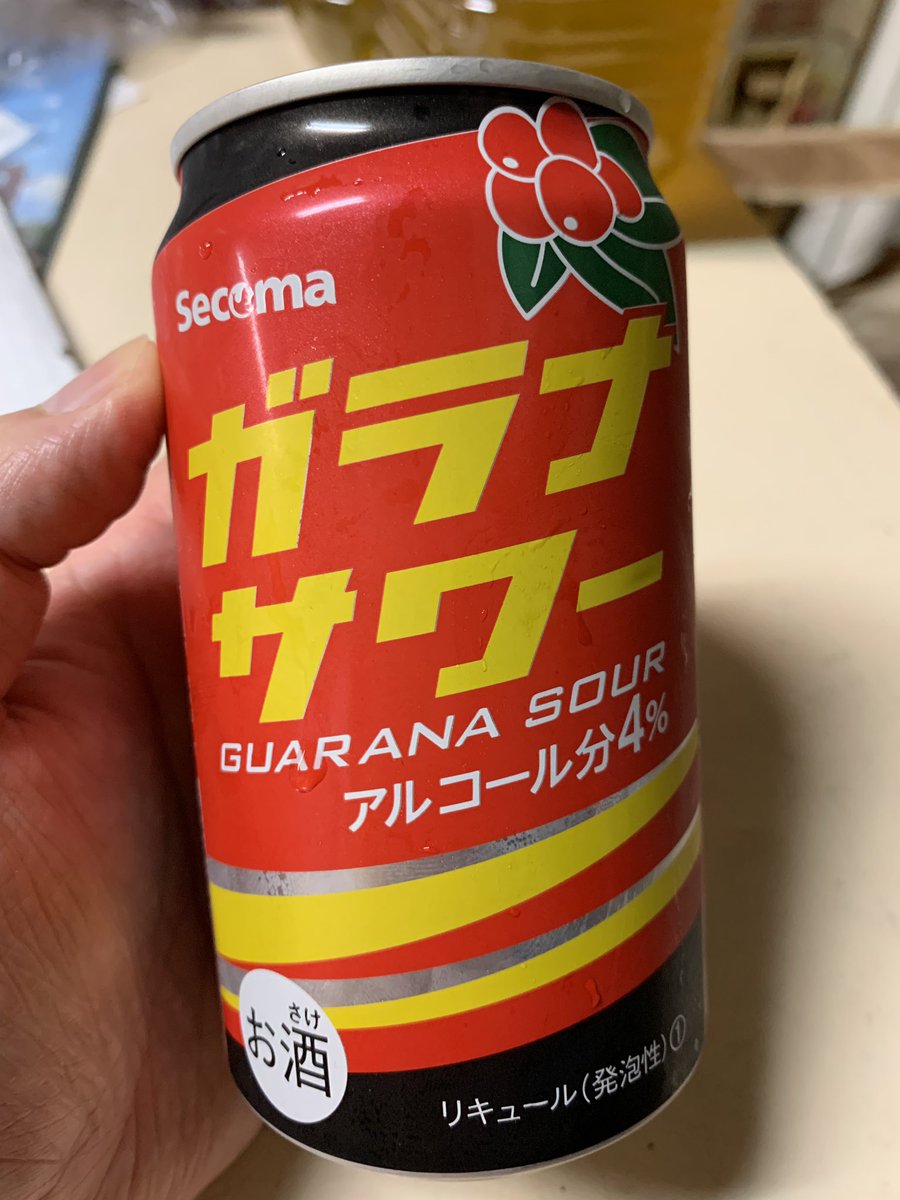 Secoma
ガラナ
サワー
GUARANA SOUR
アルコール分4%
さけ
お酒
リキュール(発泡性)①